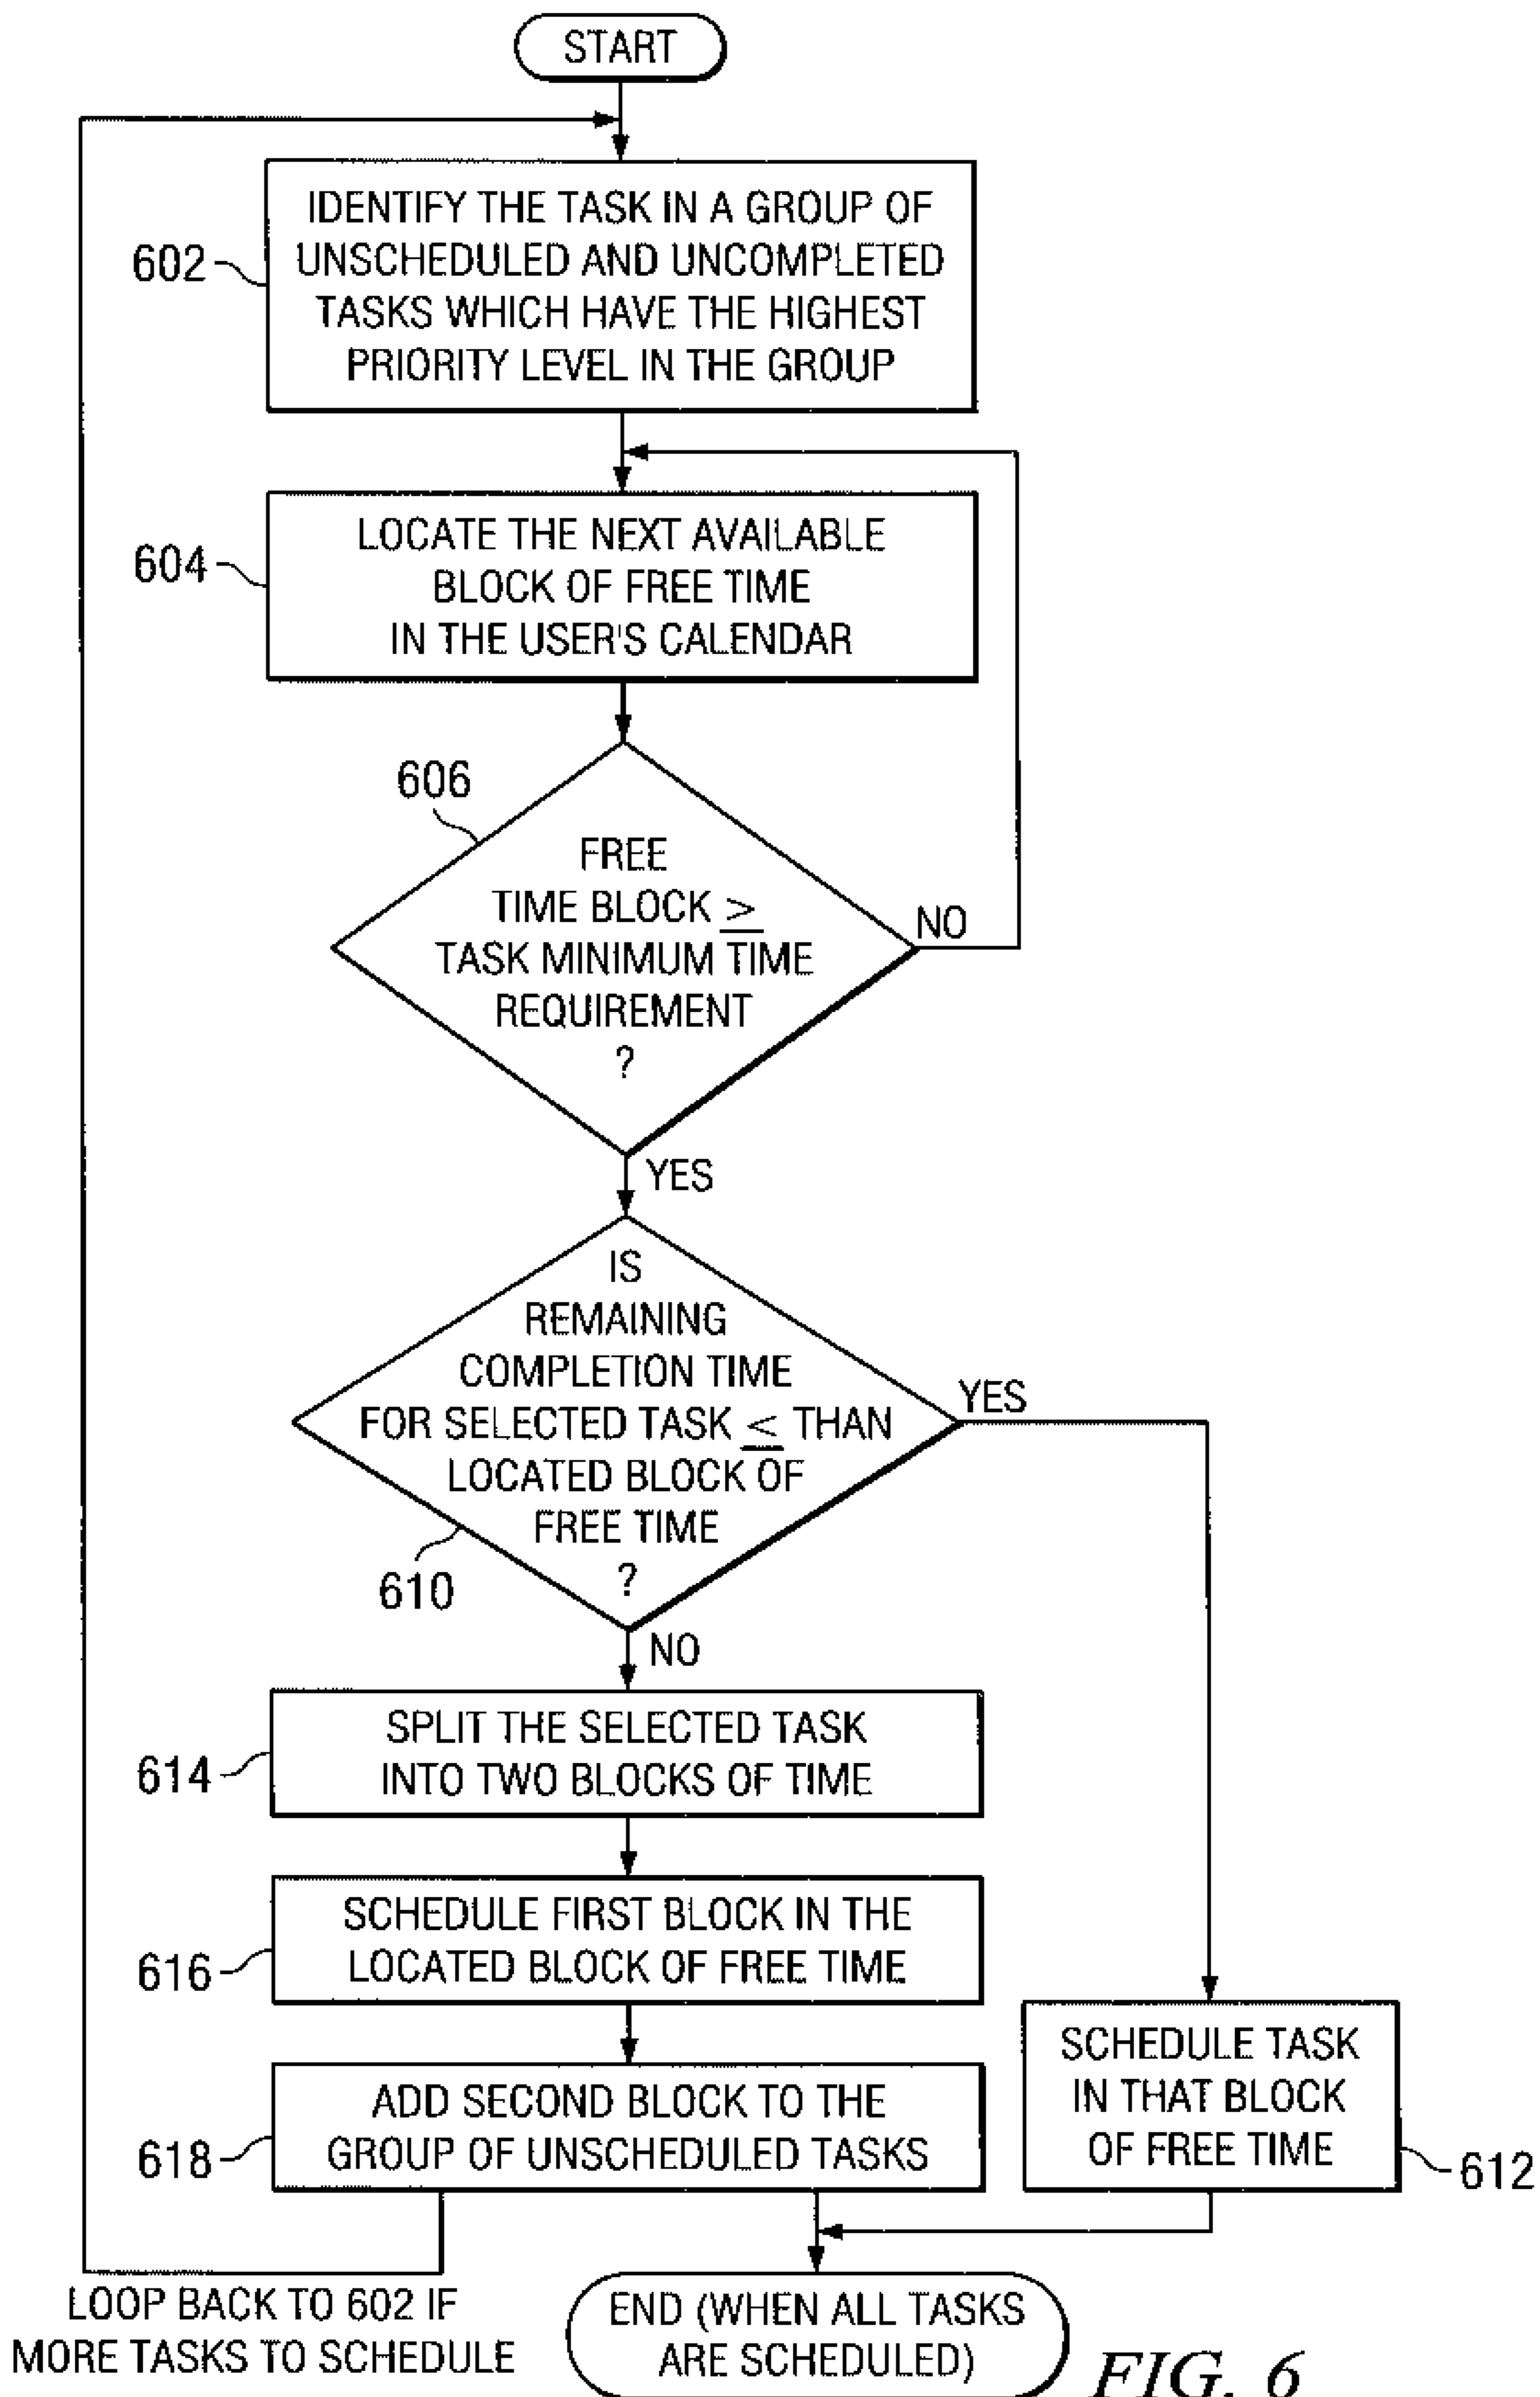 START
IDENTIFY THE TASK IN A GROUP OF
UNSCHEDULED AND UNCOMPLETED
TASKS WHICH HAVE THE HIGHEST
PRIORITY LEVEL IN THE GROUP
602
LOCATE THE NEXT AVAILABLE
BLOCK OF FREE TIME
IN THE USER'S CALENDAR
604
606
FREE
TIME BLOCK ≥
TASK MINIMUM TIME
REQUIREMENT
?
NO
YES
IS
REMAINING
COMPLETION TIME
FOR SELECTED TASK ≤ THAN
LOCATED BLOCK OF
FREE TIME
?
YES
610
NO
SPLIT THE SELECTED TASK
INTO TWO BLOCKS OF TIME
614
SCHEDULE FIRST BLOCK IN THE
LOCATED BLOCK OF FREE TIME
616
ADD SECOND BLOCK TO THE
GROUP OF UNSCHEDULED TASKS
618
SCHEDULE TASK
IN THAT BLOCK
OF FREE TIME
612
LOOP BACK TO 602 IF
MORE TASKS TO SCHEDULE
END (WHEN ALL TASKS
ARE SCHEDULED)
FIG. 6